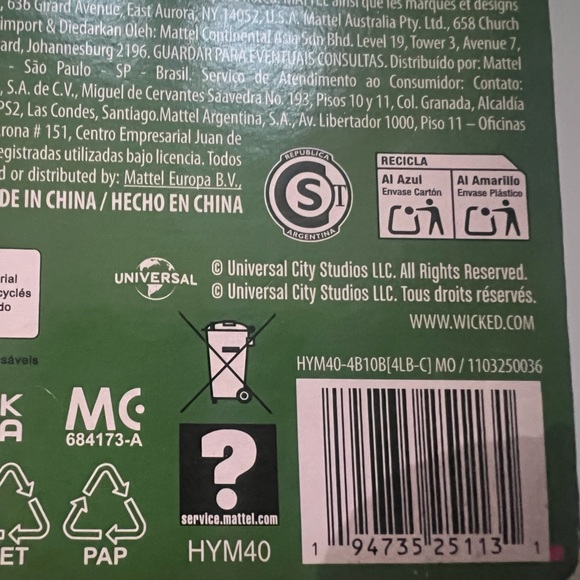 , 636 Girard Avenue, East Aurora, NY 14052, U.S.A. Mattel Australia Pty. Ltd., 658 Church
import & Diedarkan Oleh: Mattel Continental Asia Sdn Bhd. Level 19, Tower 3, Avenue 7,
ard, Johannesburg 2196. GUARDAR PARA EVENTUAIS CONSULTAS. Distribuído por: Mattel
- São Paulo - SP - Brasil. Serviço de Atendimento ao Consumidor: Contato:
, S.A. de C.V., Miguel de Cervantes Saavedra No. 193, Pisos 10 y 11, Col. Granada, Alcaldía
PS2, Las Condes, Santiago.Mattel Argentina, S.A., Av. Libertador 1000, Piso 11 – Oficinas
rona # 151, Centro Empresarial Juan de
egistradas utilizadas bajo licencia. Todos
d or distributed by: Mattel Europa B.V.,
DE IN CHINA / HECHO EN CHINA
REPUBLICA
CST
ARGENTINA
RECICLA
Al Azul
Envase Cartón
Al Amarillo
Envase Plástico
rial
cyclés
do
sáveis
UNIVERSAL
© Universal City Studios LLC. All Rights Reserved.
© Universal City Studios LLC. Tous droits réservés.
WWW.WICKED.COM
HYM40-4B10B[4LB-C] MO / 1103250036
K
A
MC
684173-A
ET
PAP
?
service.mattel.com
HYM40
1 94735 25113 1